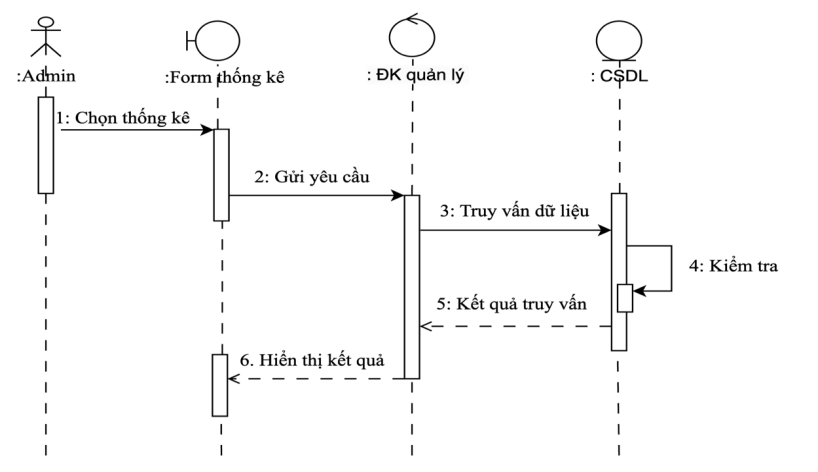 :Admin
:Form thống kê
: ĐK quản lý
: CSDL
1: Chọn thống kê
2: Gửi yêu cầu
3: Truy vấn dữ liệu
4: Kiểm tra
5: Kết quả truy vấn
6. Hiển thị kết quả